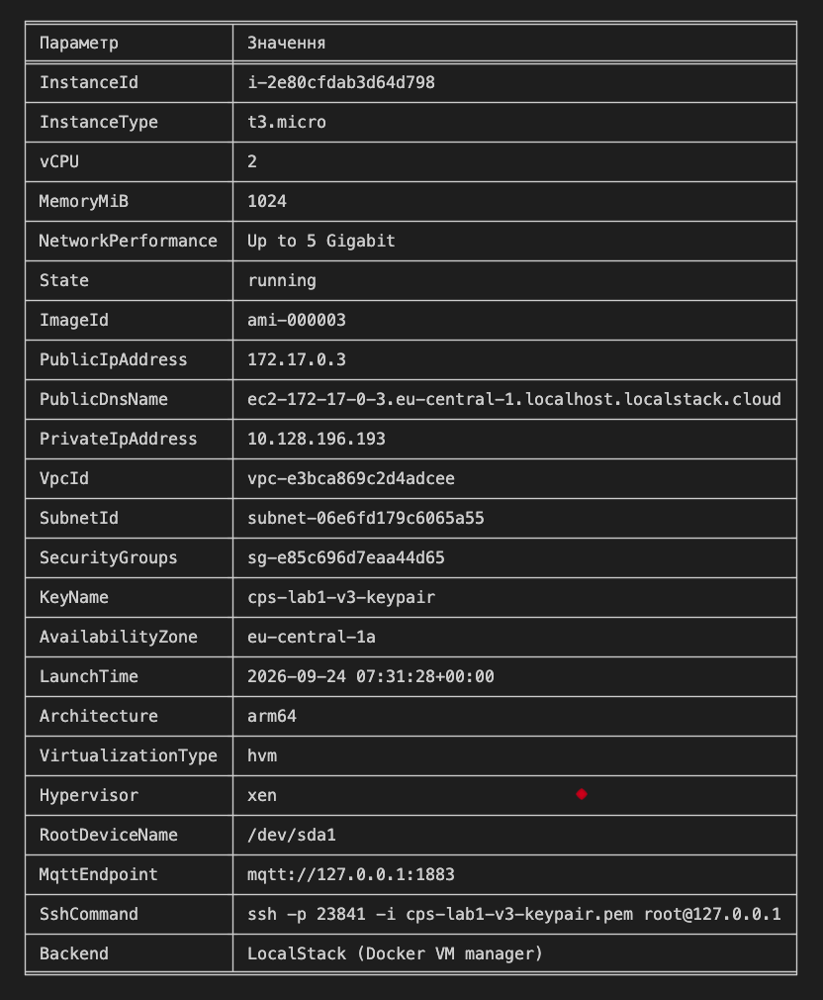 Параметр Значення
InstanceId i-2e80cfdab3d64d798
InstanceType t3.micro
vCPU 2
MemoryMiB 1024
NetworkPerformance Up to 5 Gigabit
State running
ImageId ami-000003
PublicIpAddress 172.17.0.3
PublicDnsName ec2-172-17-0-3.eu-central-1.localhost.localstack.cloud
PrivateIpAddress 10.128.196.193
VpcId vpc-e3bca869c2d4adcee
SubnetId subnet-06e6fd179c6065a55
SecurityGroups sg-e85c696d7eaa44d65
KeyName cps-lab1-v3-keypair
AvailabilityZone eu-central-1a
LaunchTime 2026-09-24 07:31:28+00:00
Architecture arm64
VirtualizationType hvm
Hypervisor xen
RootDeviceName /dev/sda1
MqttEndpoint mqtt://127.0.0.1:1883
SshCommand ssh -p 23841 -i cps-lab1-v3-keypair.pem root@127.0.0.1
Backend LocalStack (Docker VM manager)